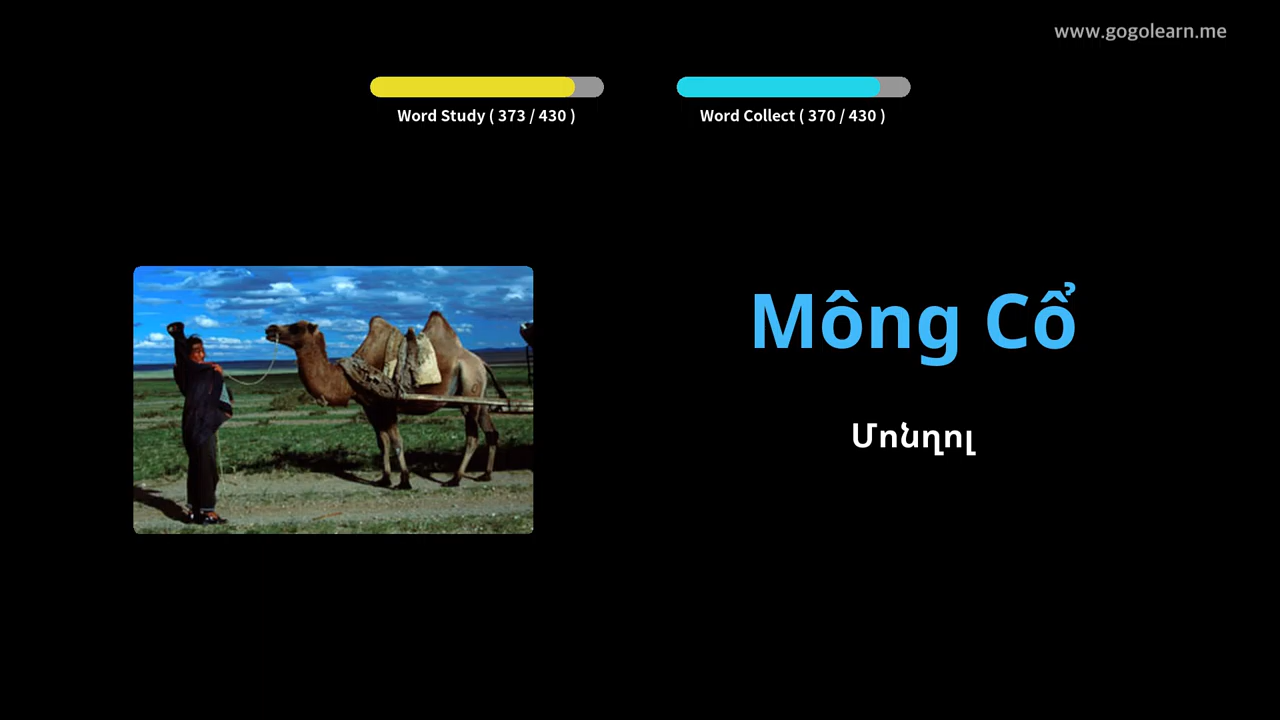 www.gogolearn.me
Word Study ( 373 / 430 )
Word Collect ( 370 / 430 )
Mông Cổ
Մոնղոլ